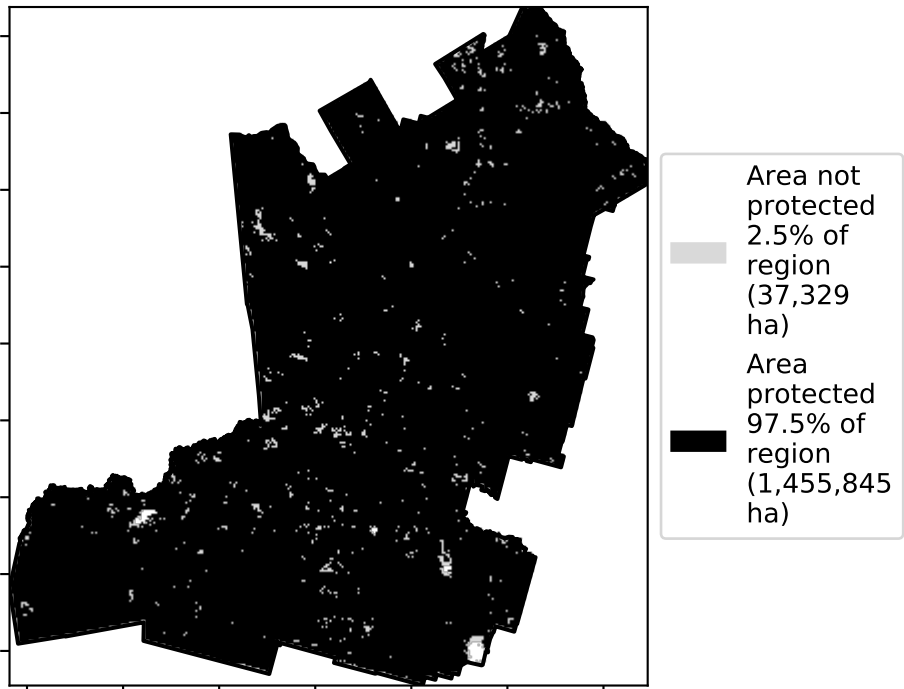 Area not
protected
2.5% of
region
(37,329
ha)
Area
protected
97.5% of
region
(1,455,845
ha)